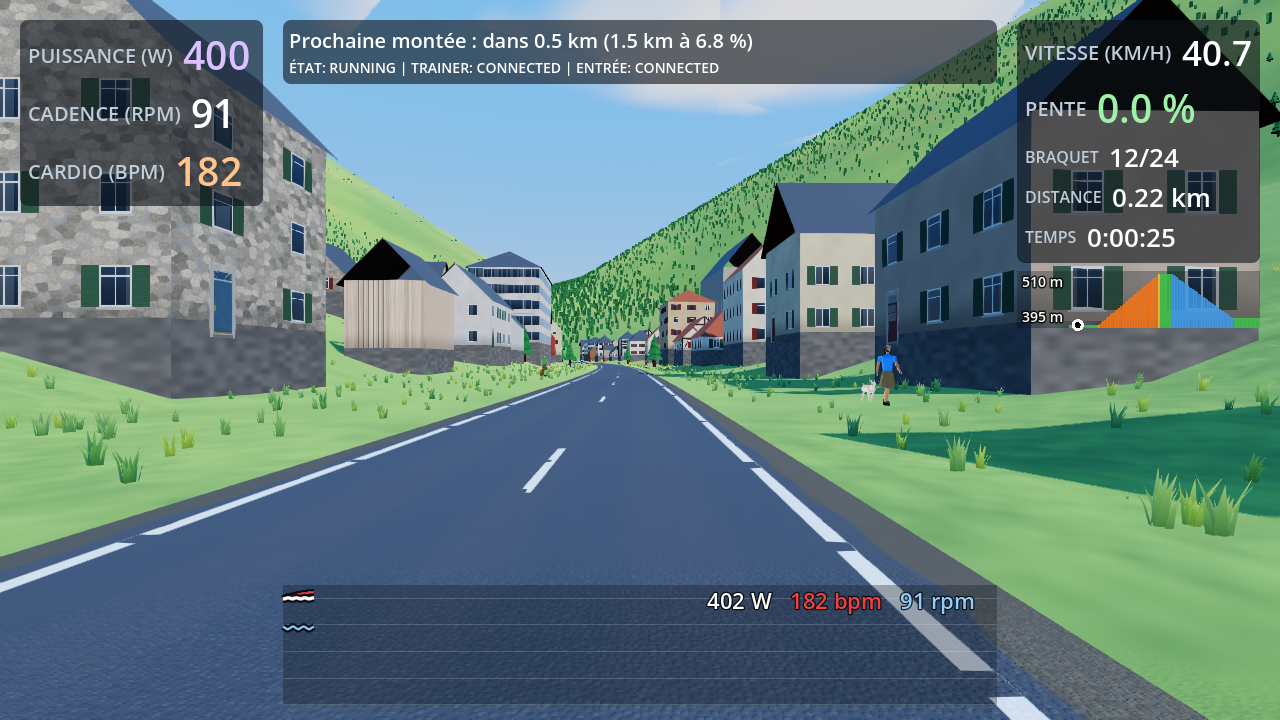 PUISSANCE (W) 400
CADENCE (RPM) 91
CARDIO (BPM) 182
Prochaine montée : dans 0.5 km (1.5 km à 6.8 %)
ÉTAT: RUNNING | TRAINER: CONNECTED | ENTRÉE: CONNECTED
VITESSE (KM/H) 40.7
PENTE 0.0 %
BRAQUET 12/24
DISTANCE 0.22 km
TEMPS 0:00:25
510 m
395 m
402 W 182 bpm 91 rpm